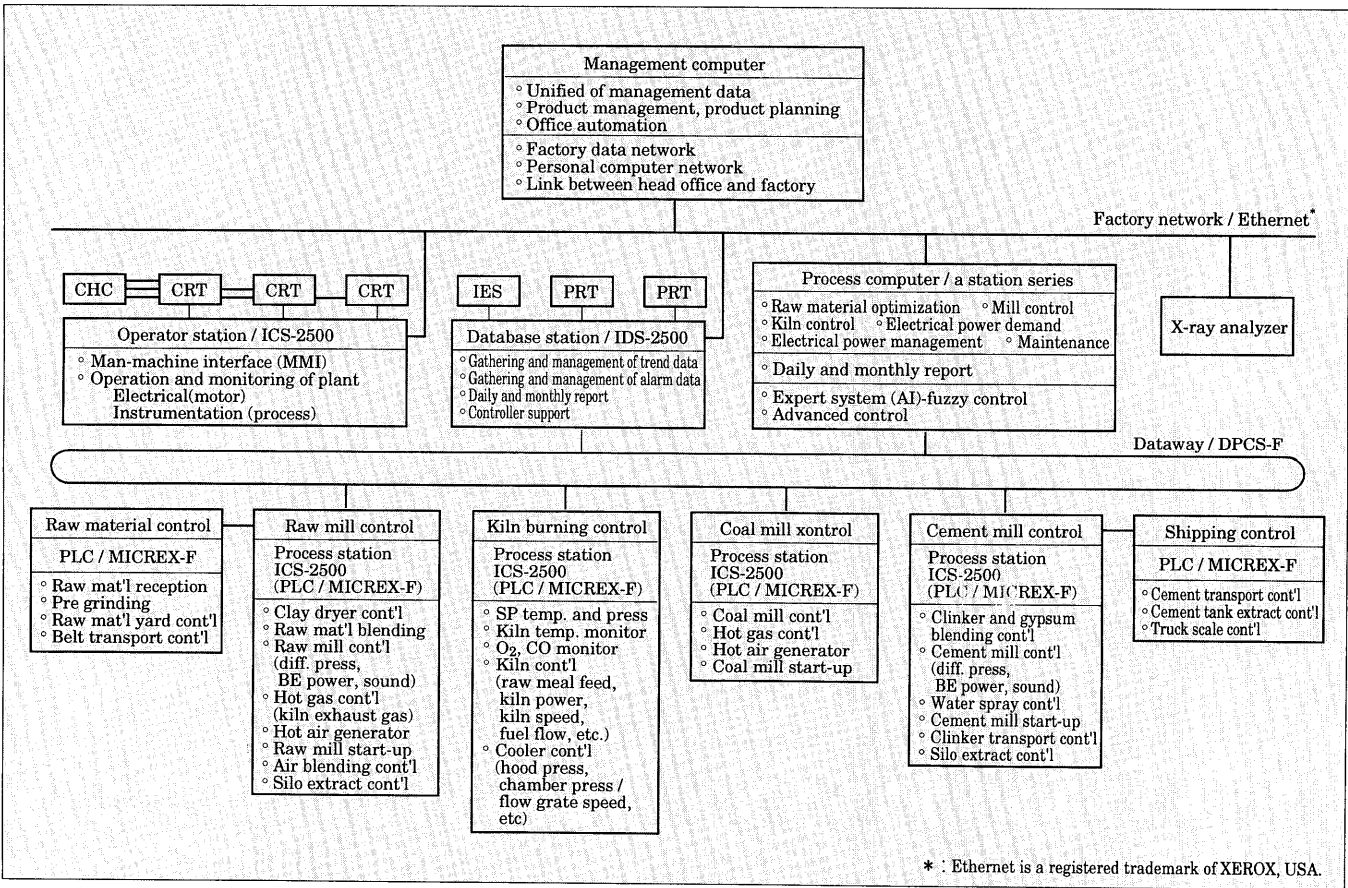 Management computer
° Unified of management data
° Product management, product planning
° Office automation
° Factory data network
° Personal computer network
° Link between head office and factory
Factory network / Ethernet*
CHC
CRT
CRT
CRT
Operator station / ICS-2500
° Man-machine interface (MMI)
° Operation and monitoring of plant
Electrical(motor)
Instrumentation (process)
IES
PRT
PRT
Database station / IDS-2500
° Gathering and management of trend data
° Gathering and management of alarm data
° Daily and monthly report
° Controller support
Process computer / a station series
° Raw material optimization ° Mill control
° Kiln control ° Electrical power demand
° Electrical power management ° Maintenance
° Daily and monthly report
° Expert system (AI)-fuzzy control
° Advanced control
X-ray analyzer
Dataway / DPCS-F
Raw material control
PLC / MICREX-F
° Raw mat'l reception
° Pre grinding
° Raw mat'l yard cont'l
° Belt transport cont'l
Raw mill control
Process station
ICS-2500
(PLC / MICREX-F)
° Clay dryer cont'l
° Raw mat'l blending
° Raw mill cont'l
(diff. press,
BE power, sound)
° Hot gas cont'l
(kiln exhaust gas)
° Hot air generator
° Raw mill start-up
° Air blending cont'l
° Silo extract cont'l
Kiln burning control
Process station
ICS-2500
(PLC / MICREX-F)
° SP temp. and press
° Kiln temp. monitor
° O₂, CO monitor
° Kiln cont'l
(raw meal feed,
kiln power,
kiln speed,
fuel flow, etc.)
° Cooler cont'l
(hood press,
chamber press /
flow grate speed,
etc)
Coal mill xontrol
Process station
ICS-2500
(PLC / MICREX-F)
° Coal mill cont'l
° Hot gas cont'l
° Hot air generator
° Coal mill start-up
Cement mill control
Process station
ICS-2500
(PLC / MICREX-F)
° Clinker and gypsum
blending cont'l
° Cement mill cont'l
(diff. press,
BE power, sound)
° Water spray cont'l
° Cement mill start-up
° Clinker transport cont'l
° Silo extract cont'l
Shipping control
PLC / MICREX-F
° Cement transport cont'l
° Cement tank extract cont'l
° Truck scale cont'l
* : Ethernet is a registered trademark of XEROX, USA.